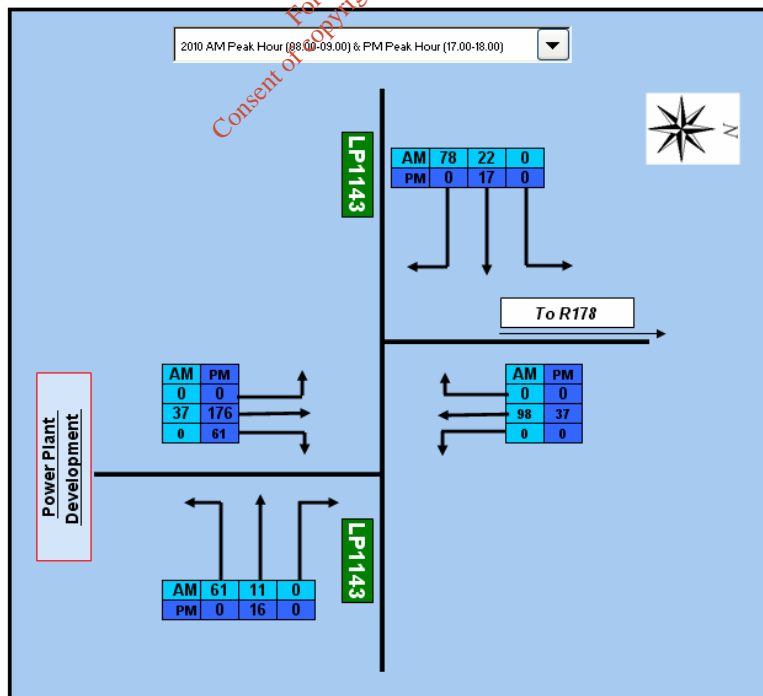 For
Consent of copyrig
2010 AM Peak Hour (08.00-09.00) & PM Peak Hour (17.00-18.00)
N
LP1143
AM 78 22 0
PM 0 17 0
To R178
AM PM
0 0
37 176
0 61
AM PM
0 0
98 37
0 0
Power Plant
Development
LP1143
AM 61 11 0
PM 0 16 0